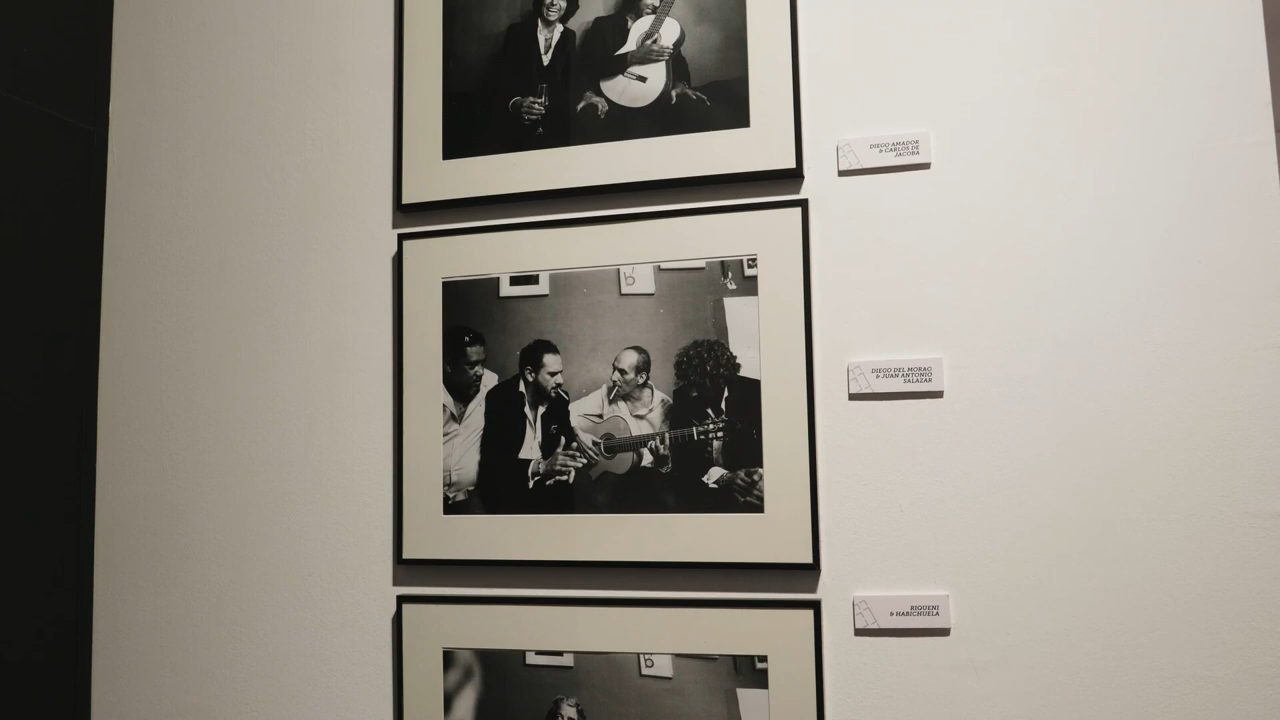 DIEGO AMADOR
& CARLOS DE
JACOBA
DIEGO DEL MORAO
& JUAN ANTONIO
SALAZAR
RIQUENI
& HABICHUELA